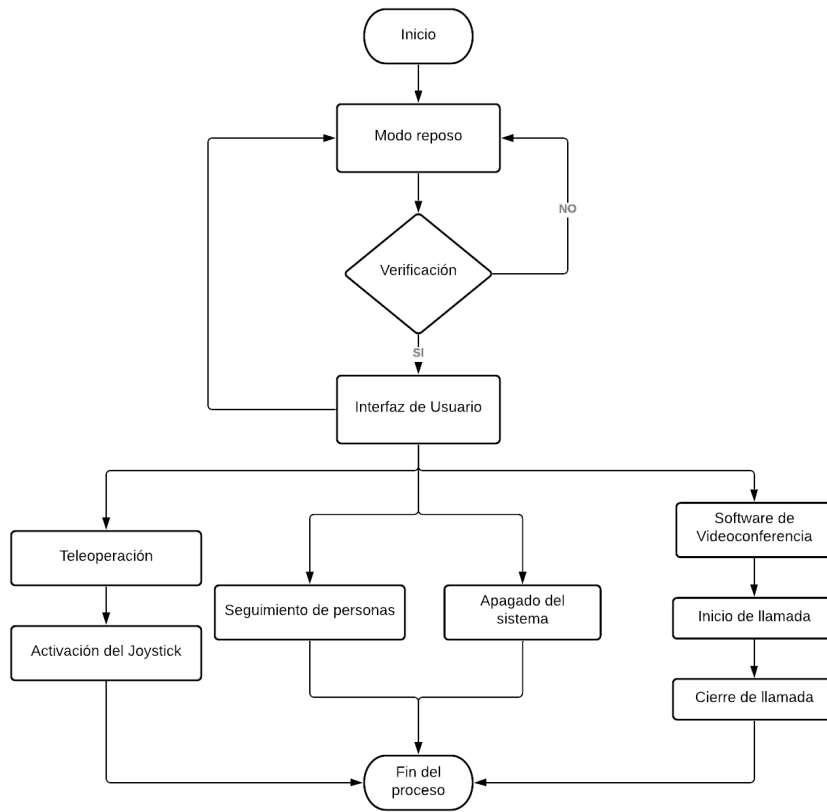 Inicio
Modo reposo
NO
Verificación
SI
Interfaz de Usuario
Teleoperación
Activación del Joystick
Seguimiento de personas
Apagado del
sistema
Software de
Videoconferencia
Inicio de llamada
Cierre de llamada
Fin del
proceso